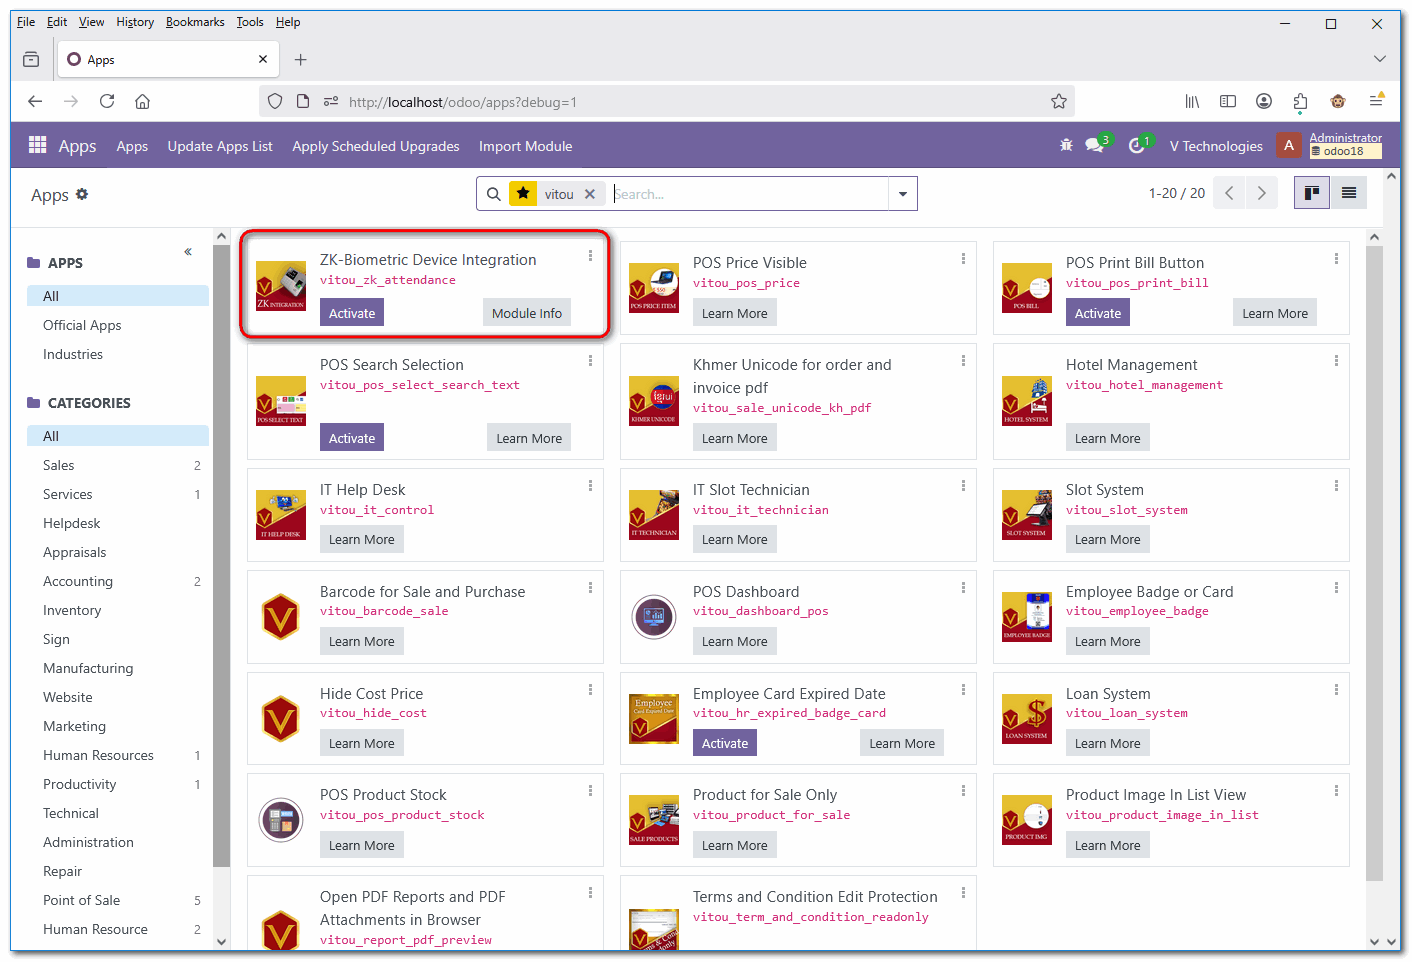 File Edit View History Bookmarks Tools Help
Apps
http://localhost/odoo/apps?debug=1
Apps Apps Update Apps List Apply Scheduled Upgrades Import Module 3 1 V Technologies A Administrator
odoo18
Apps vitou Search... 1-20 / 20
APPS
All
Official Apps
Industries
CATEGORIES
All
Sales 2
Services 1
Helpdesk
Appraisals
Accounting 2
Inventory
Sign
Manufacturing
Website
Marketing
Human Resources 1
Productivity 1
Technical
Administration
Repair
Point of Sale 5
Human Resource 2
ZK INTEGRATION
ZK-Biometric Device Integration
vitou_zk_attendance
Activate Module Info
POS PRICE ITEM
POS Price Visible
vitou_pos_price
Learn More
POS BILL
POS Print Bill Button
vitou_pos_print_bill
Activate Learn More
POS SELECT TEXT
POS Search Selection
vitou_pos_select_search_text
Activate Learn More
KHMER UNICODE
Khmer Unicode for order and
invoice pdf
vitou_sale_unicode_kh_pdf
Learn More
HOTEL SYSTEM
Hotel Management
vitou_hotel_management
Learn More
IT HELP DESK
IT Help Desk
vitou_it_control
Learn More
IT TECHNICIAN
IT Slot Technician
vitou_it_technician
Learn More
SLOT SYSTEM
Slot System
vitou_slot_system
Learn More
V
Barcode for Sale and Purchase
vitou_barcode_sale
Learn More
POS Dashboard
vitou_dashboard_pos
Learn More
EMPLOYEE BADGE
Employee Badge or Card
vitou_employee_badge
Learn More
V
Hide Cost Price
vitou_hide_cost
Learn More
Employee
Card Expired Date
Employee Card Expired Date
vitou_hr_expired_badge_card
Activate Learn More
LOAN SYSTEM
Loan System
vitou_loan_system
Learn More
POS Product Stock
vitou_pos_product_stock
Learn More
SALE PRODUCTS
Product for Sale Only
vitou_product_for_sale
Learn More
PRODUCT IMG
Product Image In List View
vitou_product_image_in_list
Learn More
V
Open PDF Reports and PDF
Attachments in Browser
vitou_report_pdf_preview
Terms and Condition Edit Protection
vitou_term_and_condition_readonly